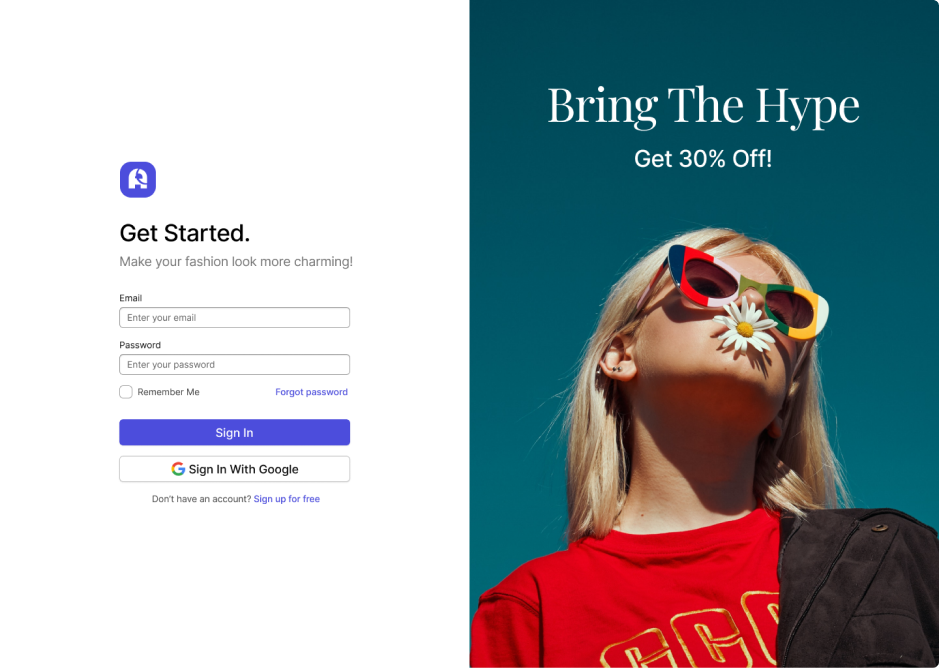 Get Started.
Make your fashion look more charming!
Email
Enter your email
Password
Enter your password
Remember Me
Forgot password
Sign In
Sign In With Google
Don't have an account? Sign up for free
Bring The Hype
Get 30% Off!